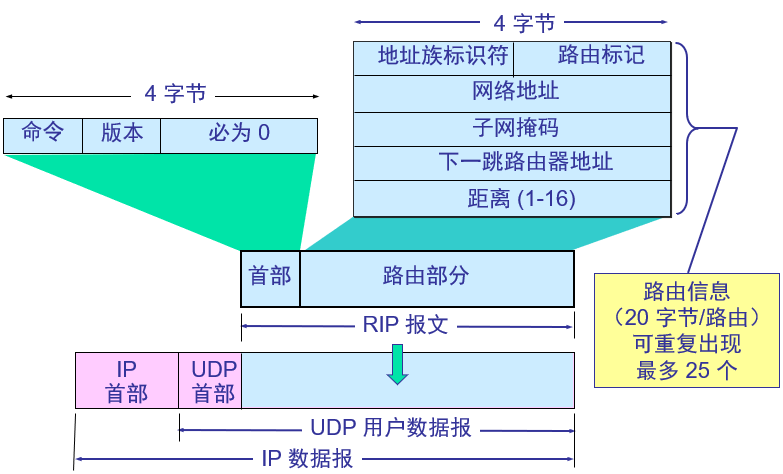 4 字节
地址族标识符
路由标记
网络地址
子网掩码
下一跳路由器地址
距离 (1-16)
4 字节
命令
版本
必为 0
首部
路由部分
路由信息
（20 字节/路由）
可重复出现
最多 25 个
RIP 报文
IP
首部
UDP
首部
UDP 用户数据报
IP 数据报